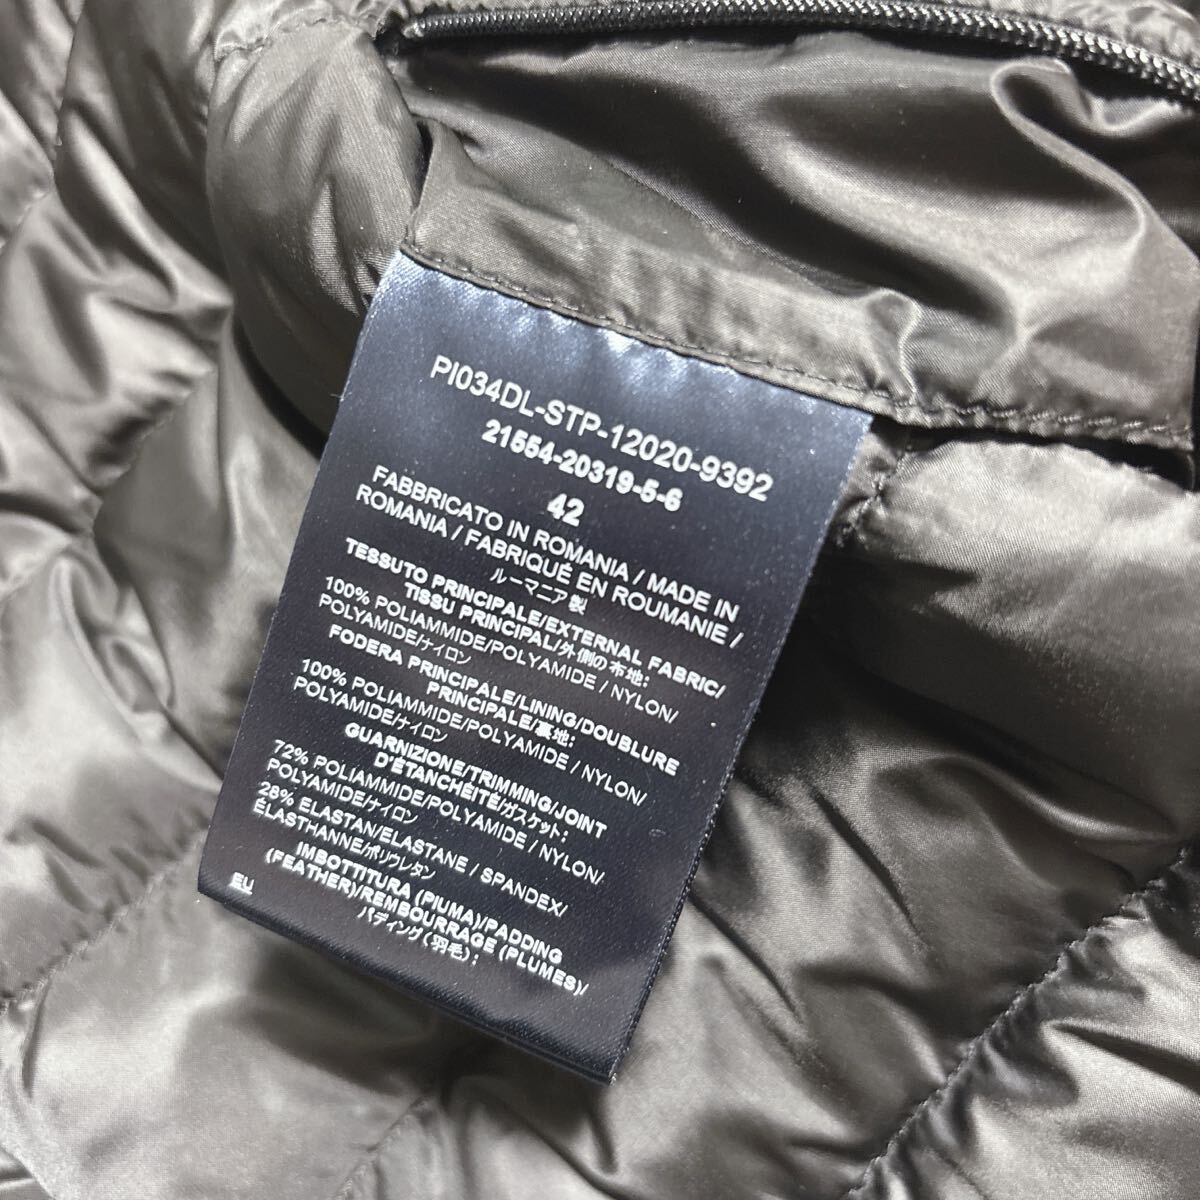 PI034DL-STP-12020-9392
21554-20319-5-6
42
FABBRICATO IN ROMANIA / MADE IN
ROMANIA / FABRIQUÉ EN ROUMANIE /
ルーマニア製
TESSUTO PRINCIPALE/EXTERNAL FABRIC/
TISSU PRINCIPAL/外側の布地:
100% POLIAMMIDE/POLYAMIDE / NYLON/
POLYAMIDE/ナイロン
FODERA PRINCIPALE/LINING/DOUBLURE
PRINCIPALE/裏地:
100% POLIAMMIDE/POLYAMIDE / NYLON/
POLYAMIDE/ナイロン
GUARNIZIONE/TRIMMING/JOINT
D'ÉTANCHÉITÉ/ガスケット:
72% POLIAMMIDE/POLYAMIDE / NYLON/
POLYAMIDE/ナイロン
28% ELASTAN/ELASTANE / SPANDEX/
ÉLASTHANNE/ポリウレタン
IMBOTTITURA (PIUMA)/PADDING
(FEATHER)/REMBOURRAGE (PLUMES)/
パディング(羽毛):
EU